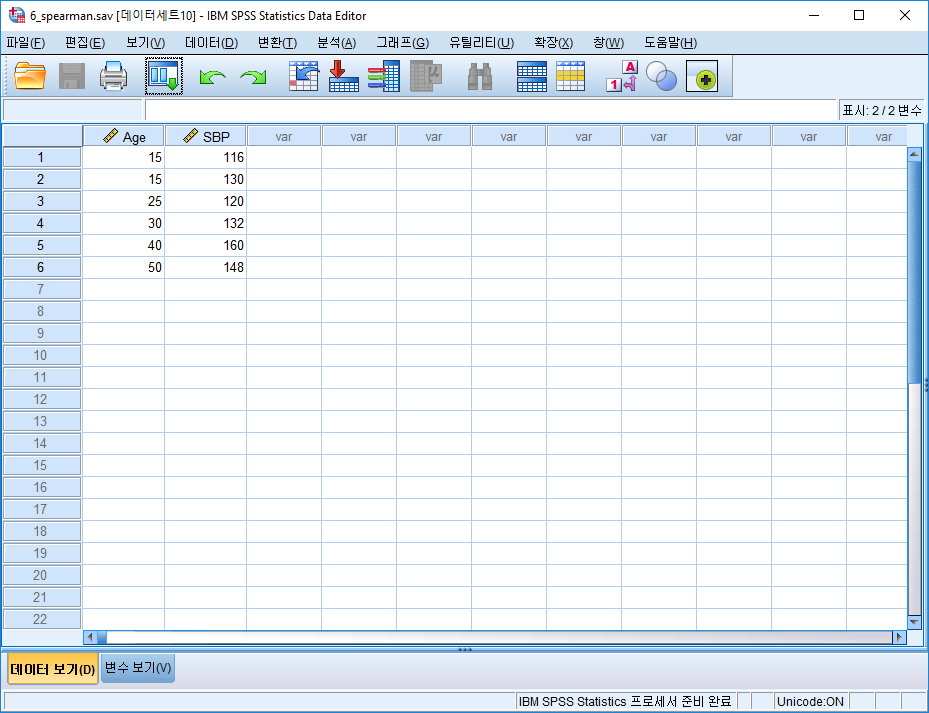 6_spearman.sav [데이터세트10] - IBM SPSS Statistics Data Editor
파일(F) 편집(E) 보기(V) 데이터(D) 변환(T) 분석(A) 그래프(G) 유틸리티(U) 확장(X) 창(W) 도움말(H)
표시: 2 / 2 변수
Age SBP var var var var var var var var var
1 15 116
2 15 130
3 25 120
4 30 132
5 40 160
6 50 148
7
8
9
10
11
12
13
14
15
16
17
18
19
20
21
22
데이터 보기(D) 변수 보기(V)
IBM SPSS Statistics 프로세서 준비 완료 Unicode:ON